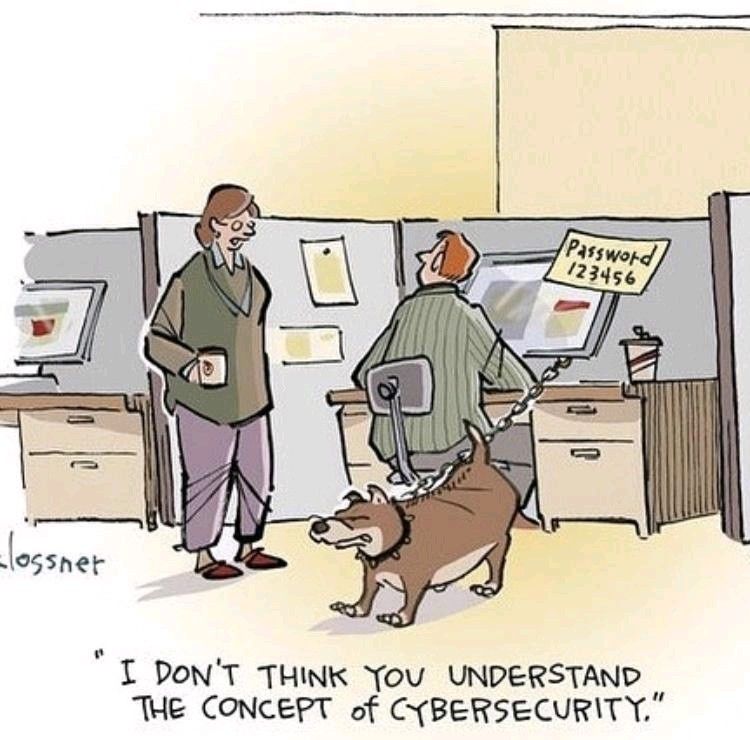 Password
123456
lossner
"I DON'T THINK YOU UNDERSTAND
THE CONCEPT of CYBERSECURITY."